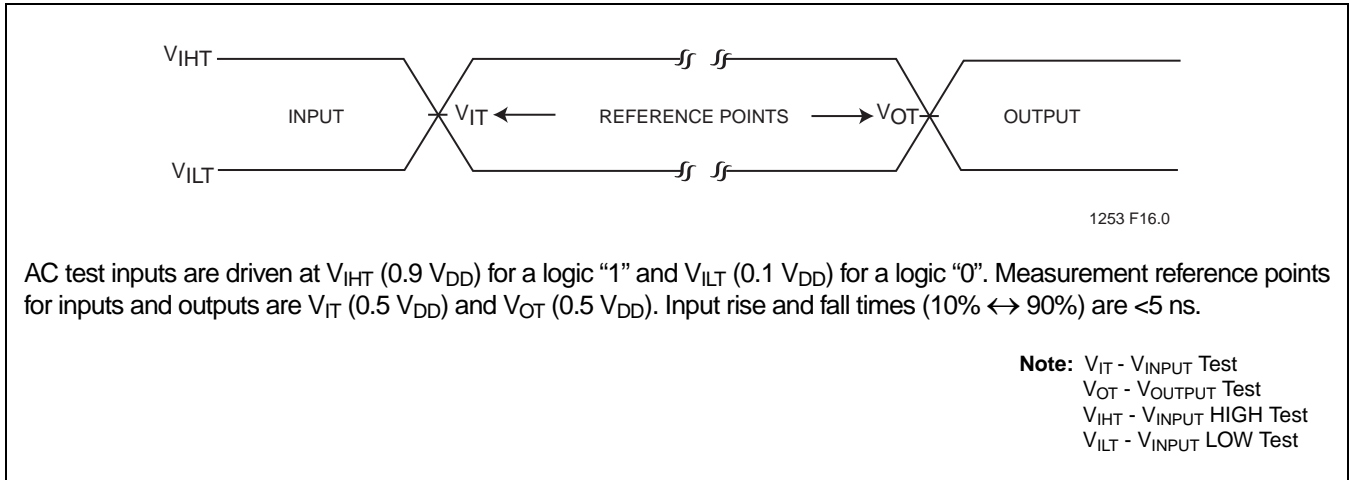 VIHT
INPUT VIT REFERENCE POINTS VOT OUTPUT
VILT
1253 F16.0
AC test inputs are driven at VIHT (0.9 VDD) for a logic “1” and VILT (0.1 VDD) for a logic “0”. Measurement reference points
for inputs and outputs are VIT (0.5 VDD) and VOT (0.5 VDD). Input rise and fall times (10% ↔ 90%) are <5 ns.
Note: VIT - VINPUT Test
VOT - VOUTPUT Test
VIHT - VINPUT HIGH Test
VILT - VINPUT LOW Test